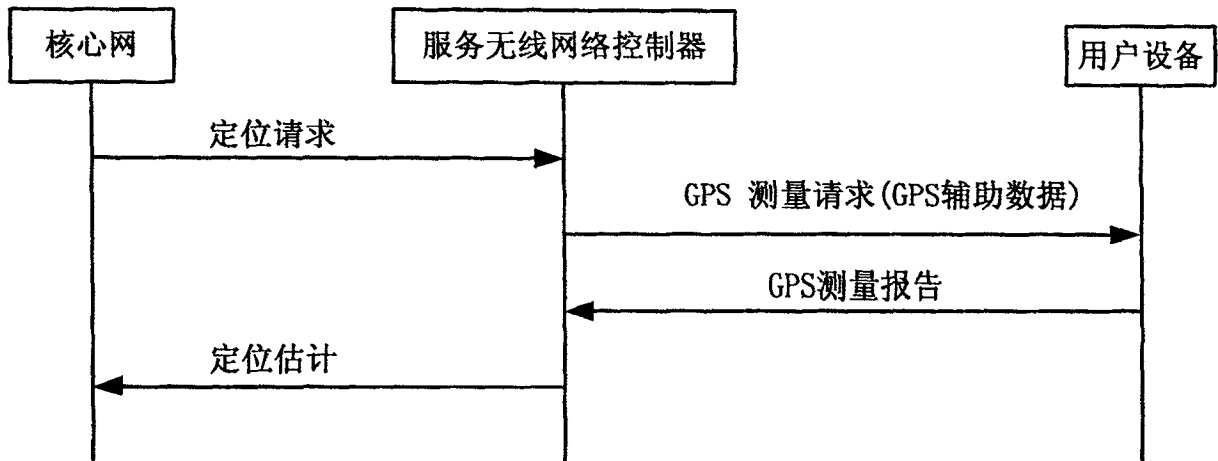 核心网
服务无线网络控制器
用户设备
定位请求
GPS 测量请求(GPS辅助数据)
GPS测量报告
定位估计